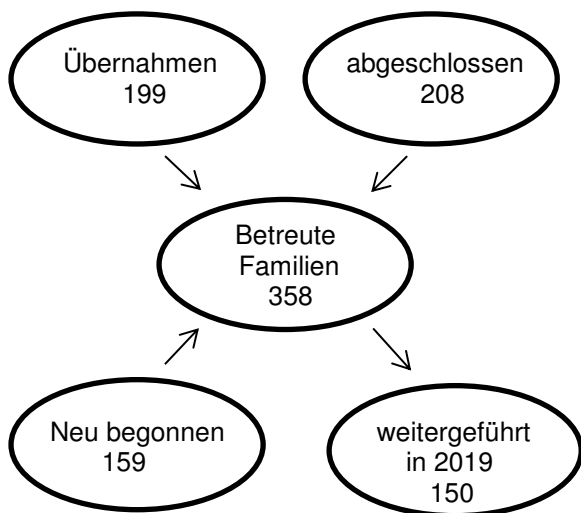 Übernahmen
199
abgeschlossen
208
Betreute
Familien
358
Neu begonnen
159
weitergeführt
in 2019
150